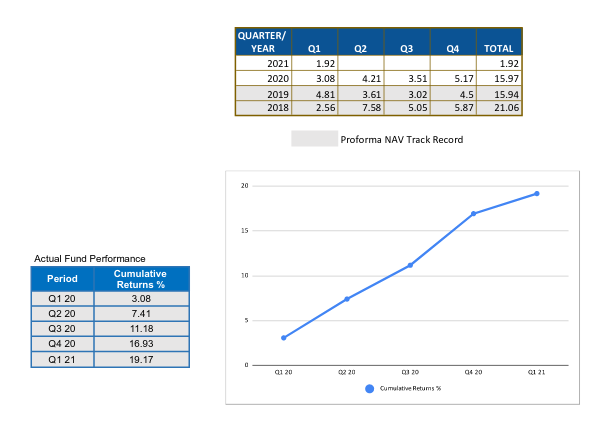 QUARTER/
YEAR Q1 Q2 Q3 Q4 TOTAL
2021 1.92 1.92
2020 3.08 4.21 3.51 5.17 15.97
2019 4.81 3.61 3.02 4.5 15.94
2018 2.56 7.58 5.05 5.87 21.06
Proforma NAV Track Record
Actual Fund Performance
Period Cumulative
Returns %
Q1 20 3.08
Q2 20 7.41
Q3 20 11.18
Q4 20 16.93
Q1 21 19.17
20
15
10
5
0
Q1 20 Q2 20 Q3 20 Q4 20 Q1 21
Cumulative Returns %